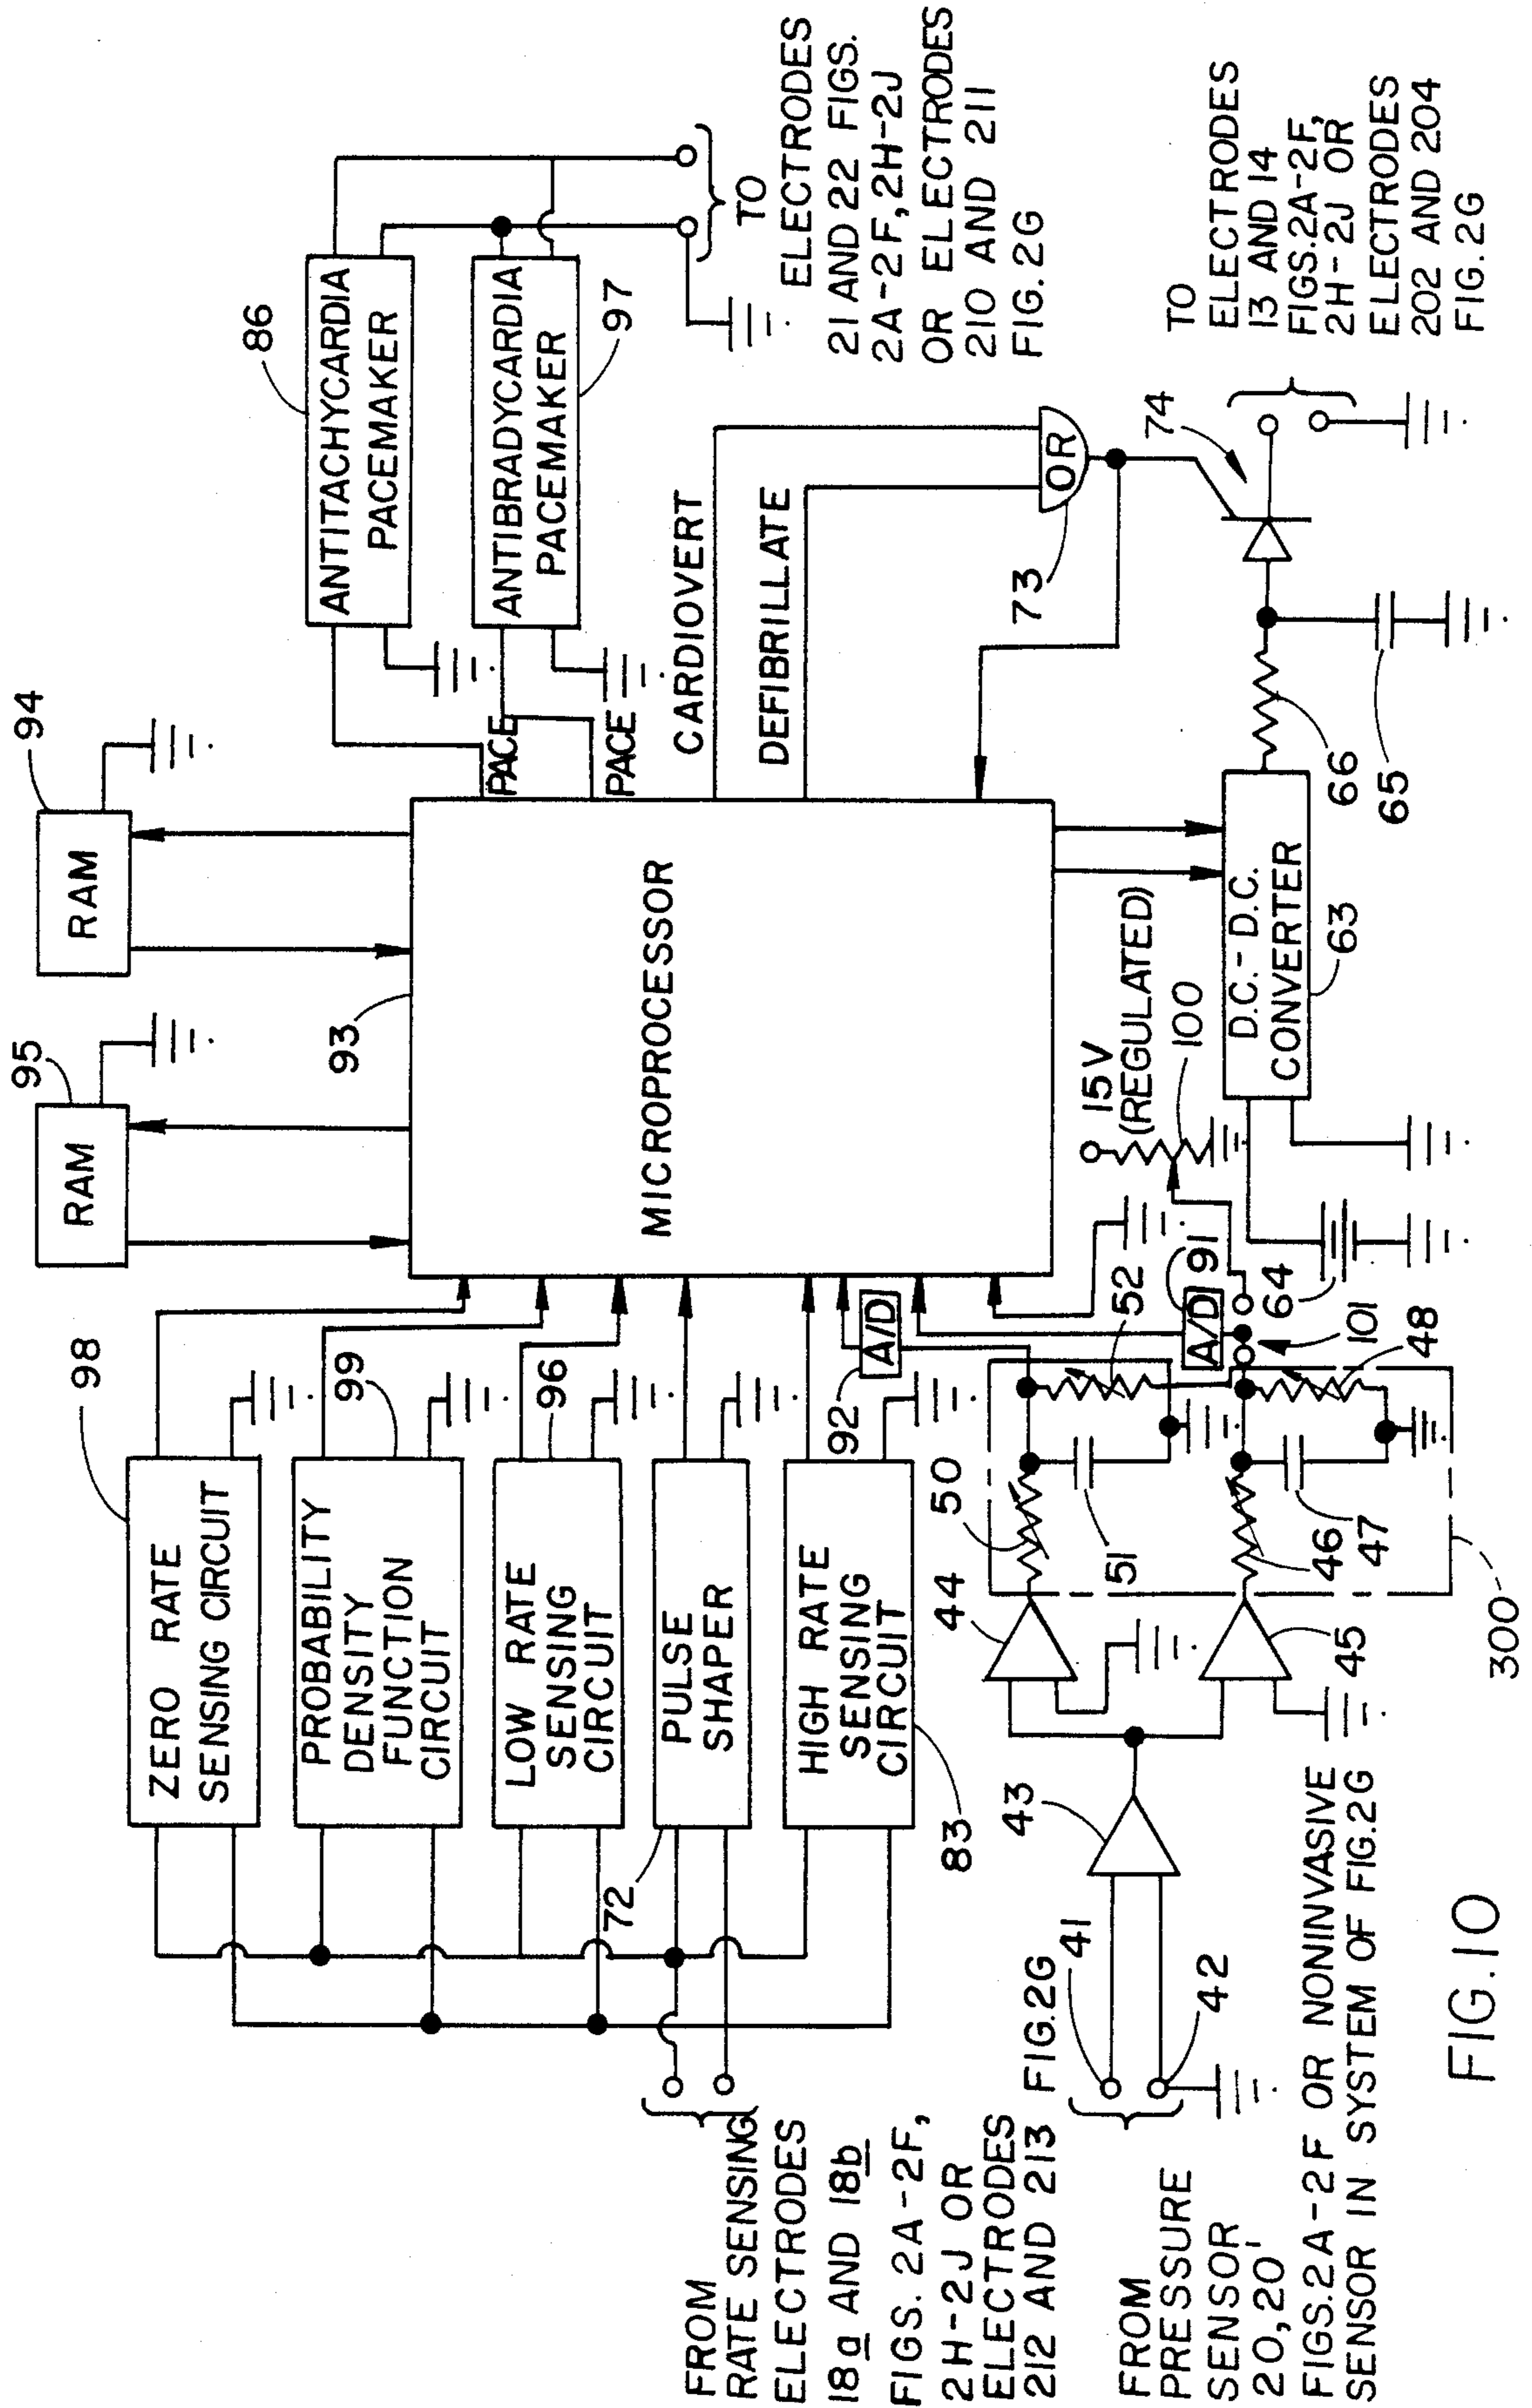 95
RAM
94
RAM
93
MICROPROCESSOR
98
ZERO RATE
SENSING CIRCUIT
99
PROBABILITY
DENSITY
FUNCTION
CIRCUIT
96
LOW RATE
SENSING
CIRCUIT
72
PULSE
SHAPER
HIGH RATE
SENSING
CIRCUIT
83
86
ANTITACHYCARDIA
PACEMAKER
ANTIBRADYCARDIA
PACEMAKER
97
PACE
PACE
CARDIOVERT
DEFIBRILLATE
TO
ELECTRODES
21 AND 22 FIGS.
2A-2F, 2H-2J
OR ELECTRODES
210 AND 211
FIG. 2G
OR
73
74
TO
ELECTRODES
13 AND 14
FIGS. 2A-2F,
2H-2J OR
ELECTRODES
202 AND 204
FIG. 2G
66
65
D.C.-D.C.
CONVERTER
63
15V
(REGULATED)
100
64
A/D
91
101
92
A/D
52
48
50
51
46
47
44
45
300
43
41
42
FROM
RATE SENSING
ELECTRODES
18a AND 18b
FIGS. 2A-2F,
2H-2J OR
ELECTRODES
212 AND 213 FIG. 2G
FROM
PRESSURE
SENSOR
20, 20'
FIGS. 2A-2F OR NONINVASIVE
SENSOR IN SYSTEM OF FIG. 2G
FIG. 10